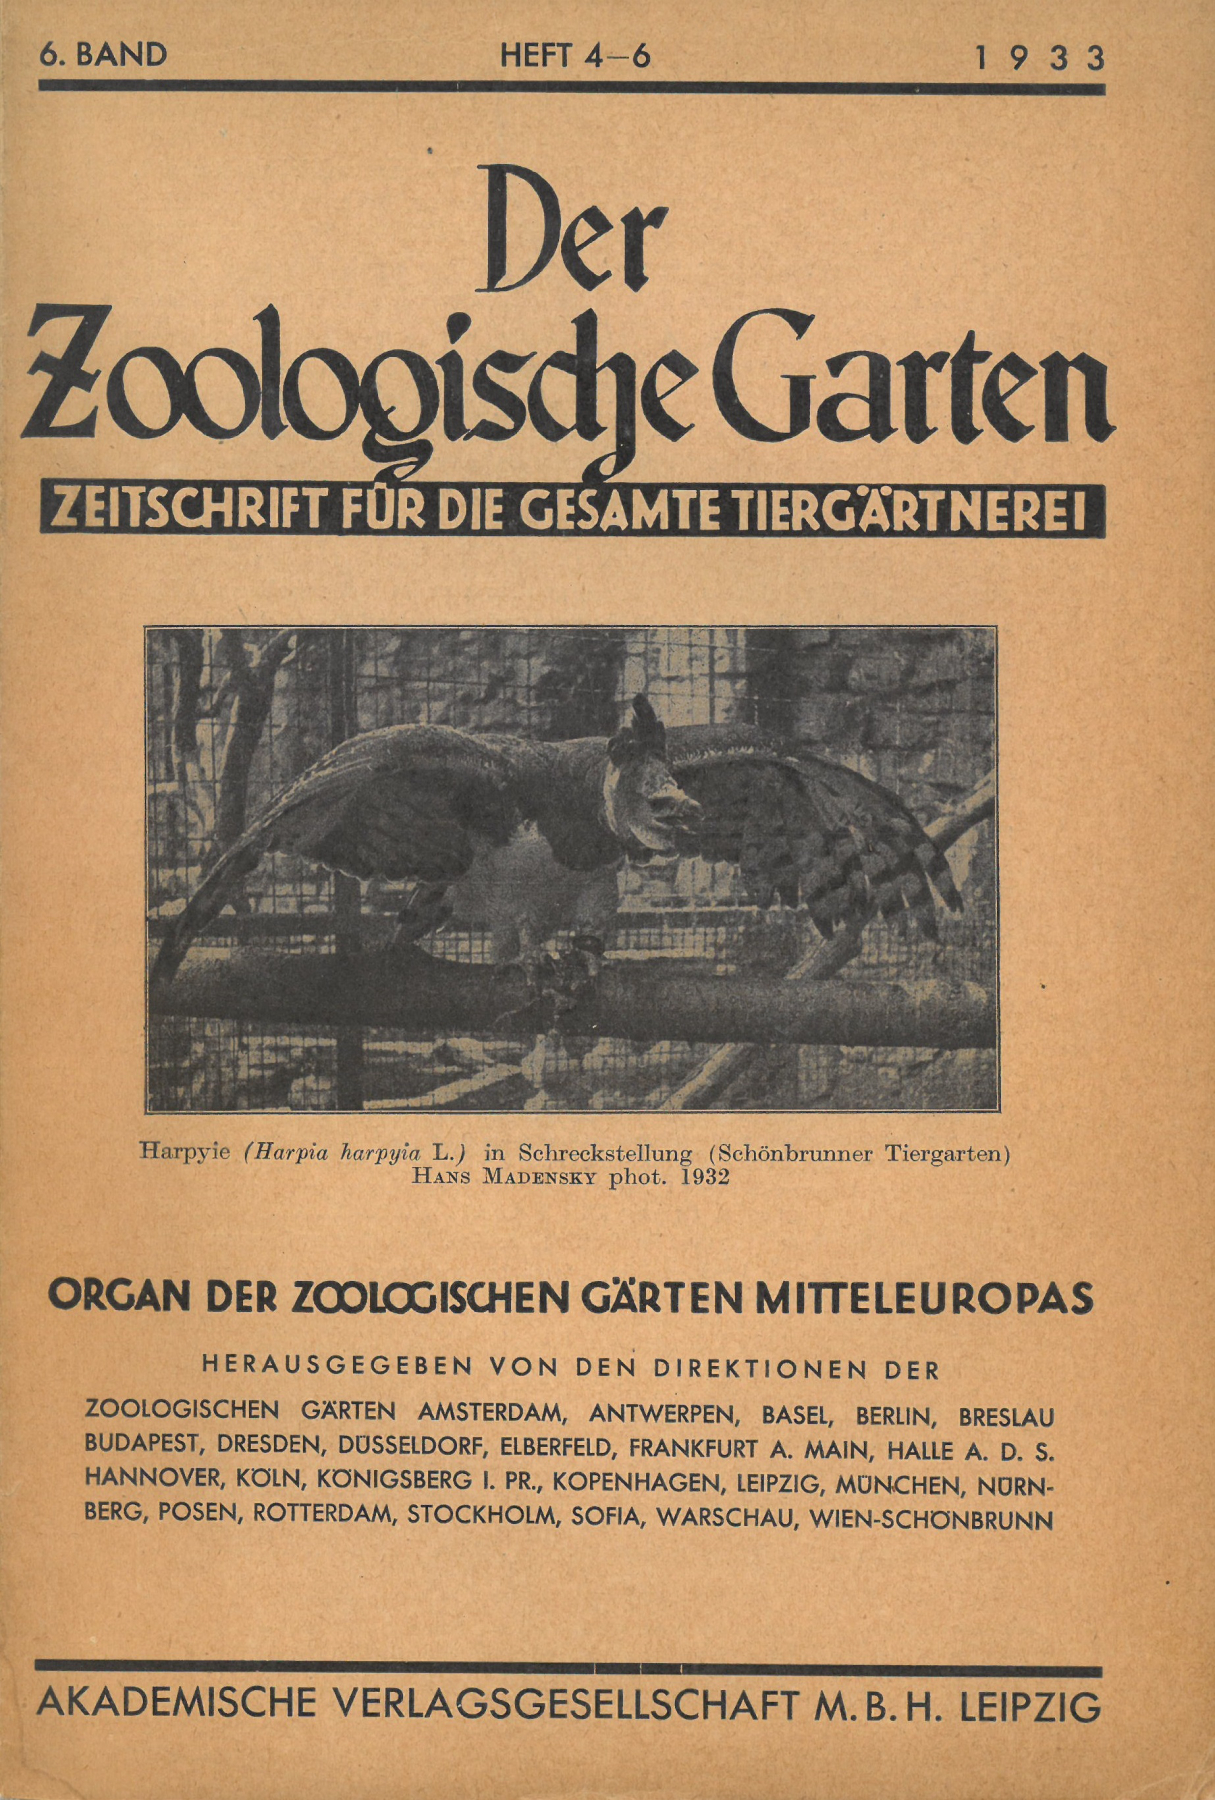 6. BAND HEFT 4—6 1933
Der
Zoologische Garten
ZEITSCHRIFT FÜR DIE GESAMTE TIERGÄRTNEREI
Harpyie (Harpia harpyia L.) in Schreckstellung (Schönbrunner Tiergarten)
HANS MADENSKY phot. 1932
ORGAN DER ZOOLOGISCHEN GÄRTEN MITTELEUROPAS
HERAUSGEGEBEN VON DEN DIREKTIONEN DER
ZOOLOGISCHEN GÄRTEN AMSTERDAM, ANTWERPEN, BASEL, BERLIN, BRESLAU
BUDAPEST, DRESDEN, DÜSSELDORF, ELBERFELD, FRANKFURT A. MAIN, HALLE A. D. S.
HANNOVER, KÖLN, KÖNIGSBERG I. PR., KOPENHAGEN, LEIPZIG, MÜNCHEN, NÜRN-
BERG, POSEN, ROTTERDAM, STOCKHOLM, SOFIA, WARSCHAU, WIEN-SCHÖNBRUNN
AKADEMISCHE VERLAGSGESELLSCHAFT M. B. H. LEIPZIG